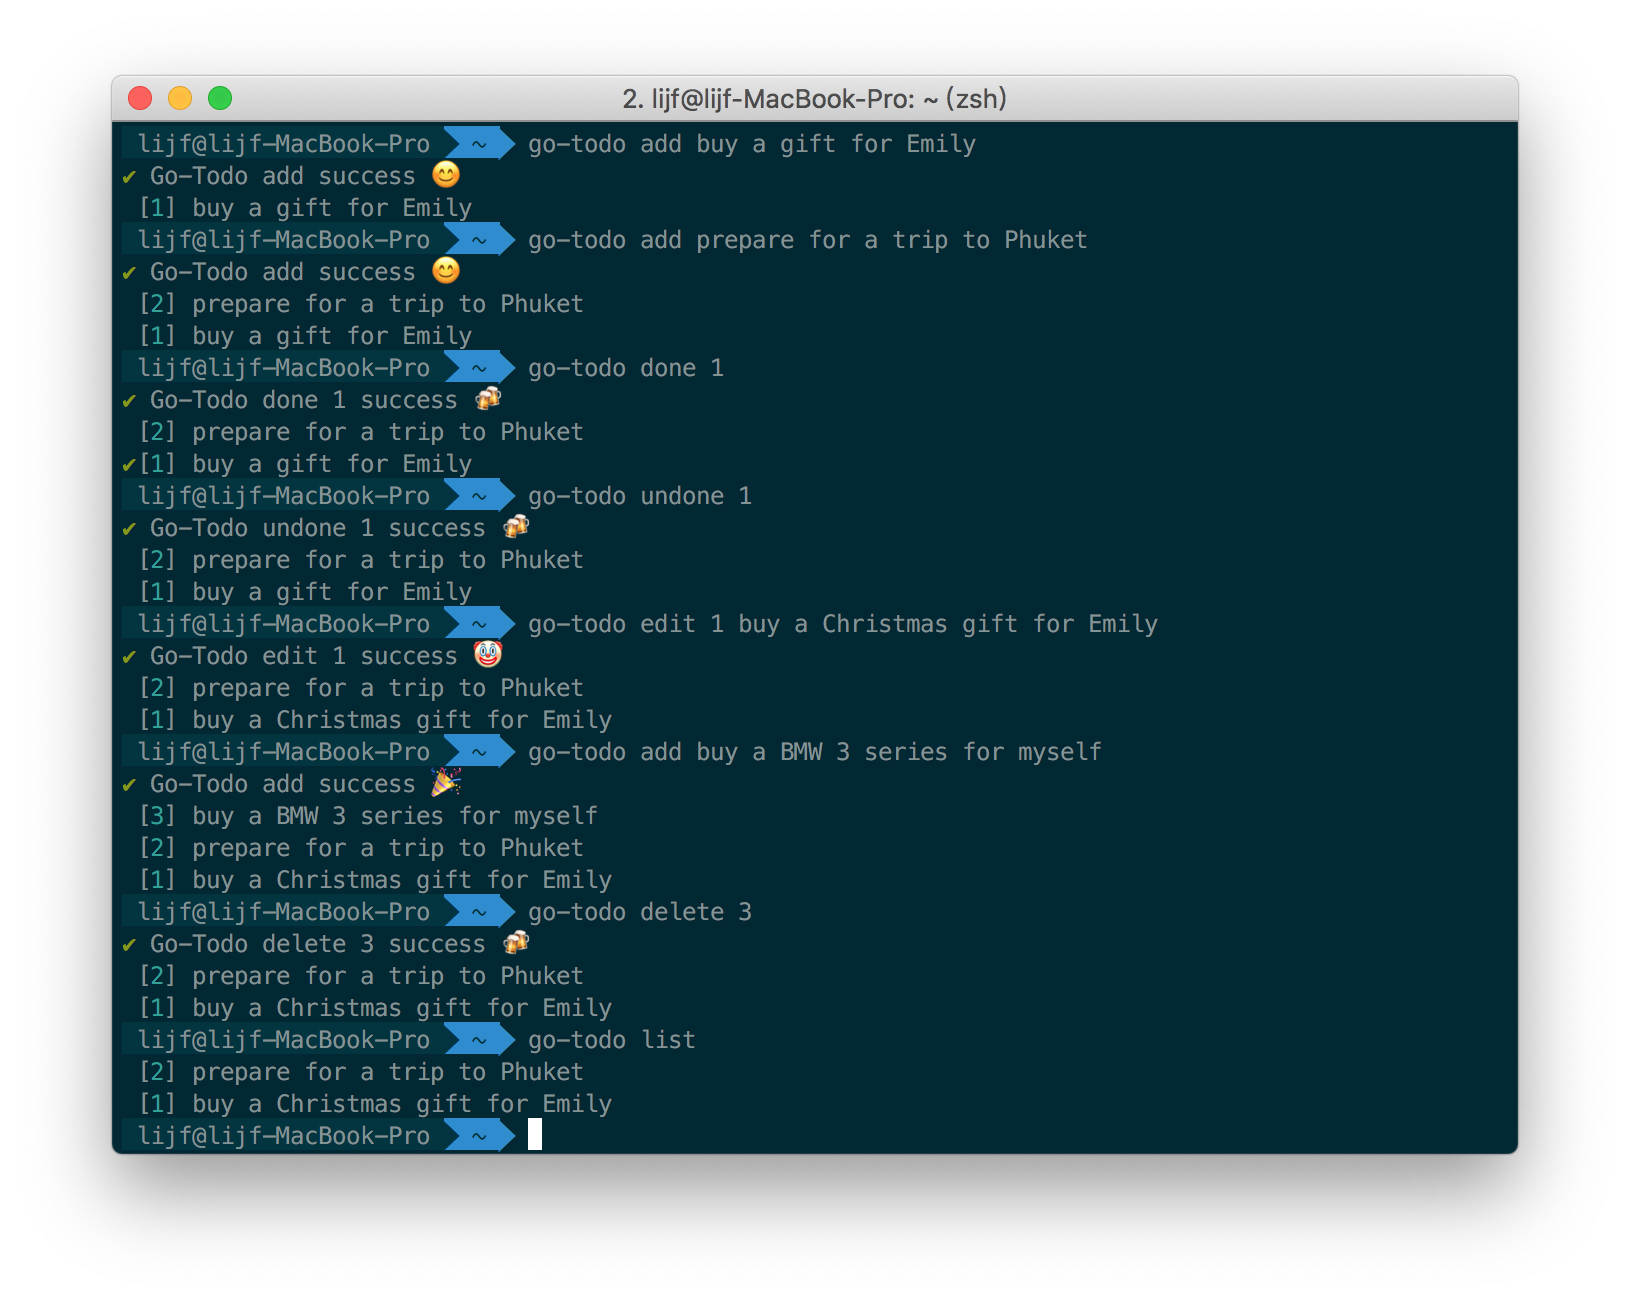 2. lijf@lijf-MacBook-Pro: ~ (zsh)
lijf@lijf-MacBook-Pro ~ go-todo add buy a gift for Emily
✔ Go-Todo add success 😊
[1] buy a gift for Emily
lijf@lijf-MacBook-Pro ~ go-todo add prepare for a trip to Phuket
✔ Go-Todo add success 😊
[2] prepare for a trip to Phuket
[1] buy a gift for Emily
lijf@lijf-MacBook-Pro ~ go-todo done 1
✔ Go-Todo done 1 success 🍻
[2] prepare for a trip to Phuket
✔[1] buy a gift for Emily
lijf@lijf-MacBook-Pro ~ go-todo undone 1
✔ Go-Todo undone 1 success 🍻
[2] prepare for a trip to Phuket
[1] buy a gift for Emily
lijf@lijf-MacBook-Pro ~ go-todo edit 1 buy a Christmas gift for Emily
✔ Go-Todo edit 1 success 🤡
[2] prepare for a trip to Phuket
[1] buy a Christmas gift for Emily
lijf@lijf-MacBook-Pro ~ go-todo add buy a BMW 3 series for myself
✔ Go-Todo add success 🎉
[3] buy a BMW 3 series for myself
[2] prepare for a trip to Phuket
[1] buy a Christmas gift for Emily
lijf@lijf-MacBook-Pro ~ go-todo delete 3
✔ Go-Todo delete 3 success 🍻
[2] prepare for a trip to Phuket
[1] buy a Christmas gift for Emily
lijf@lijf-MacBook-Pro ~ go-todo list
[2] prepare for a trip to Phuket
[1] buy a Christmas gift for Emily
lijf@lijf-MacBook-Pro ~